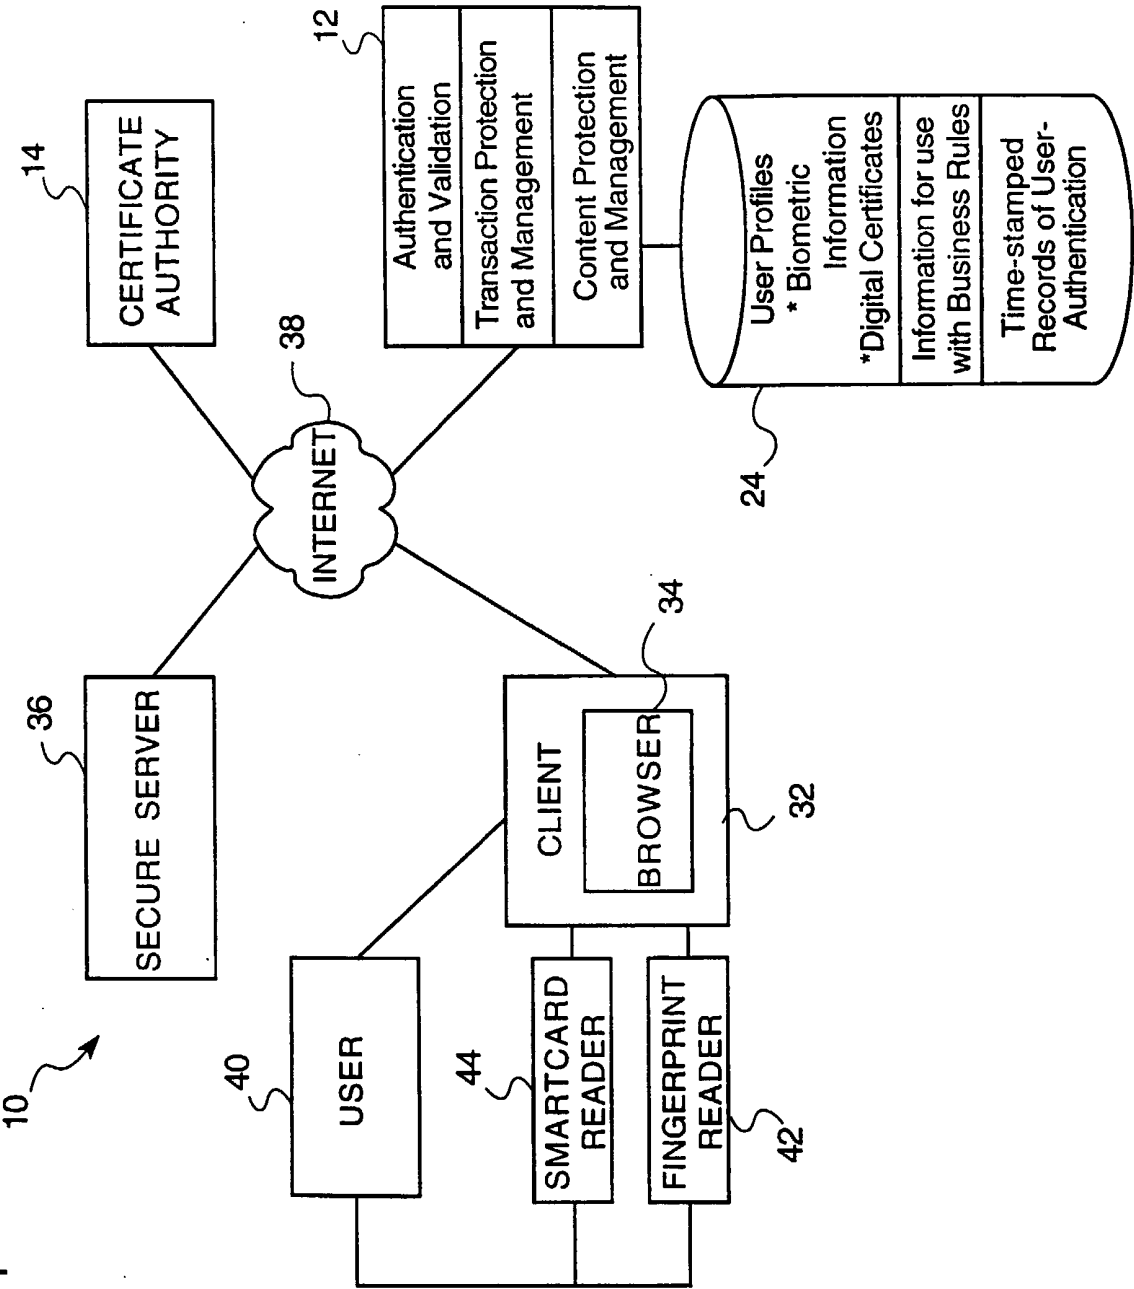 10
36
SECURE SERVER
14
CERTIFICATE
AUTHORITY
38
INTERNET
12
Authentication
and Validation
Transaction Protection
and Management
Content Protection
and Management
40
USER
CLIENT
BROWSER
34
32
44
SMARTCARD
READER
FINGERPRINT
READER
42
24
User Profiles
* Biometric
Information
*Digital Certificates
Information for use
with Business Rules
Time-stamped
Records of User-
Authentication